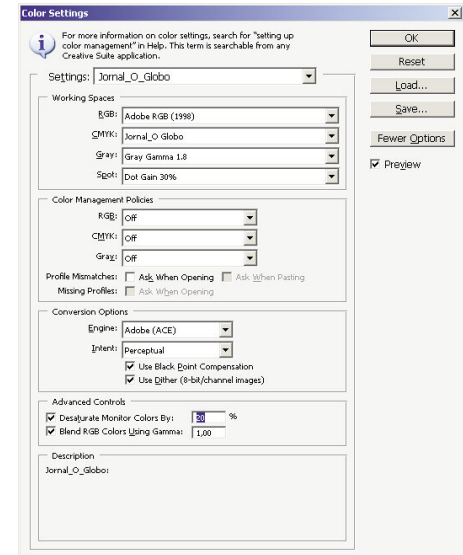 Color Settings
For more information on color settings, search for "setting up
color management" in Help. This term is searchable from any
Creative Suite application.
OK
Reset
Load...
Save...
Fewer Options
Preview
Settings: Jornal_O_Globo
Working Spaces
RGB: Adobe RGB (1998)
CMYK: Jornal_O Globo
Gray: Gray Gamma 1.8
Spot: Dot Gain 30%
Color Management Policies
RGB: Off
CMYK: Off
Gray: Off
Profile Mismatches: Ask When Opening Ask When Pasting
Missing Profiles: Ask When Opening
Conversion Options
Engine: Adobe (ACE)
Intent: Perceptual
Use Black Point Compensation
Use Dither (8-bit/channel images)
Advanced Controls
Desaturate Monitor Colors By: 20 %
Blend RGB Colors Using Gamma: 1,00
Description
Jornal_O_Globo: